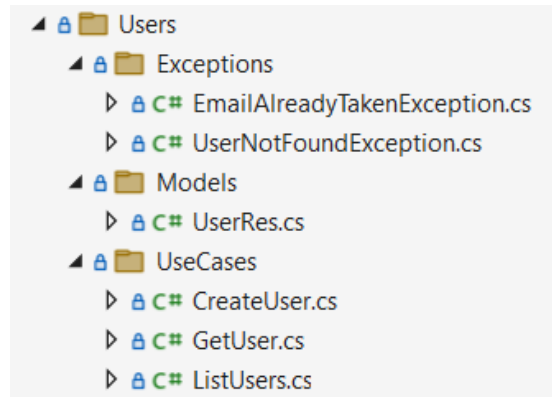 Users
Exceptions
C# EmailAlreadyTakenException.cs
C# UserNotFoundException.cs
Models
C# UserRes.cs
UseCases
C# CreateUser.cs
C# GetUser.cs
C# ListUsers.cs